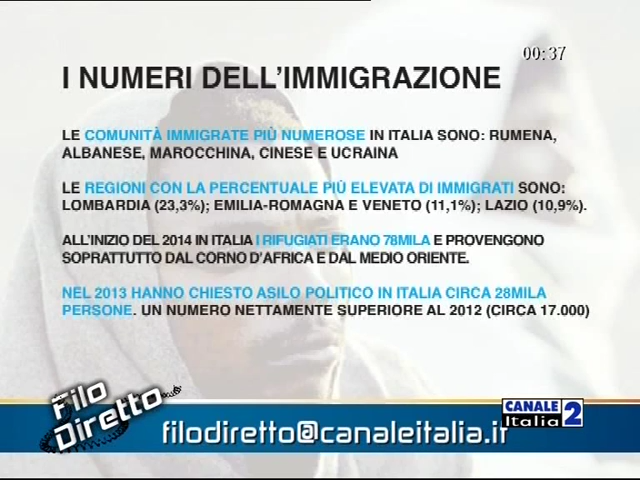 00:37
I NUMERI DELL'IMMIGRAZIONE
LE COMUNITÀ IMMIGRATE PIÙ NUMEROSE IN ITALIA SONO: RUMENA,
ALBANESE, MAROCCHINA, CINESE E UCRAINA
LE REGIONI CON LA PERCENTUALE PIÙ ELEVATA DI IMMIGRATI SONO:
LOMBARDIA (23,3%); EMILIA-ROMAGNA E VENETO (11,1%); LAZIO (10,9%).
ALL'INIZIO DEL 2014 IN ITALIA I RIFUGIATI ERANO 78MILA E PROVENGONO
SOPRATTUTTO DAL CORNO D'AFRICA E DAL MEDIO ORIENTE.
NEL 2013 HANNO CHIESTO ASILO POLITICO IN ITALIA CIRCA 28MILA
PERSONE. UN NUMERO NETTAMENTE SUPERIORE AL 2012 (CIRCA 17.000)
Filo
Diretto
filodiretto@canaleitalia.it
CANALE
Italia 2